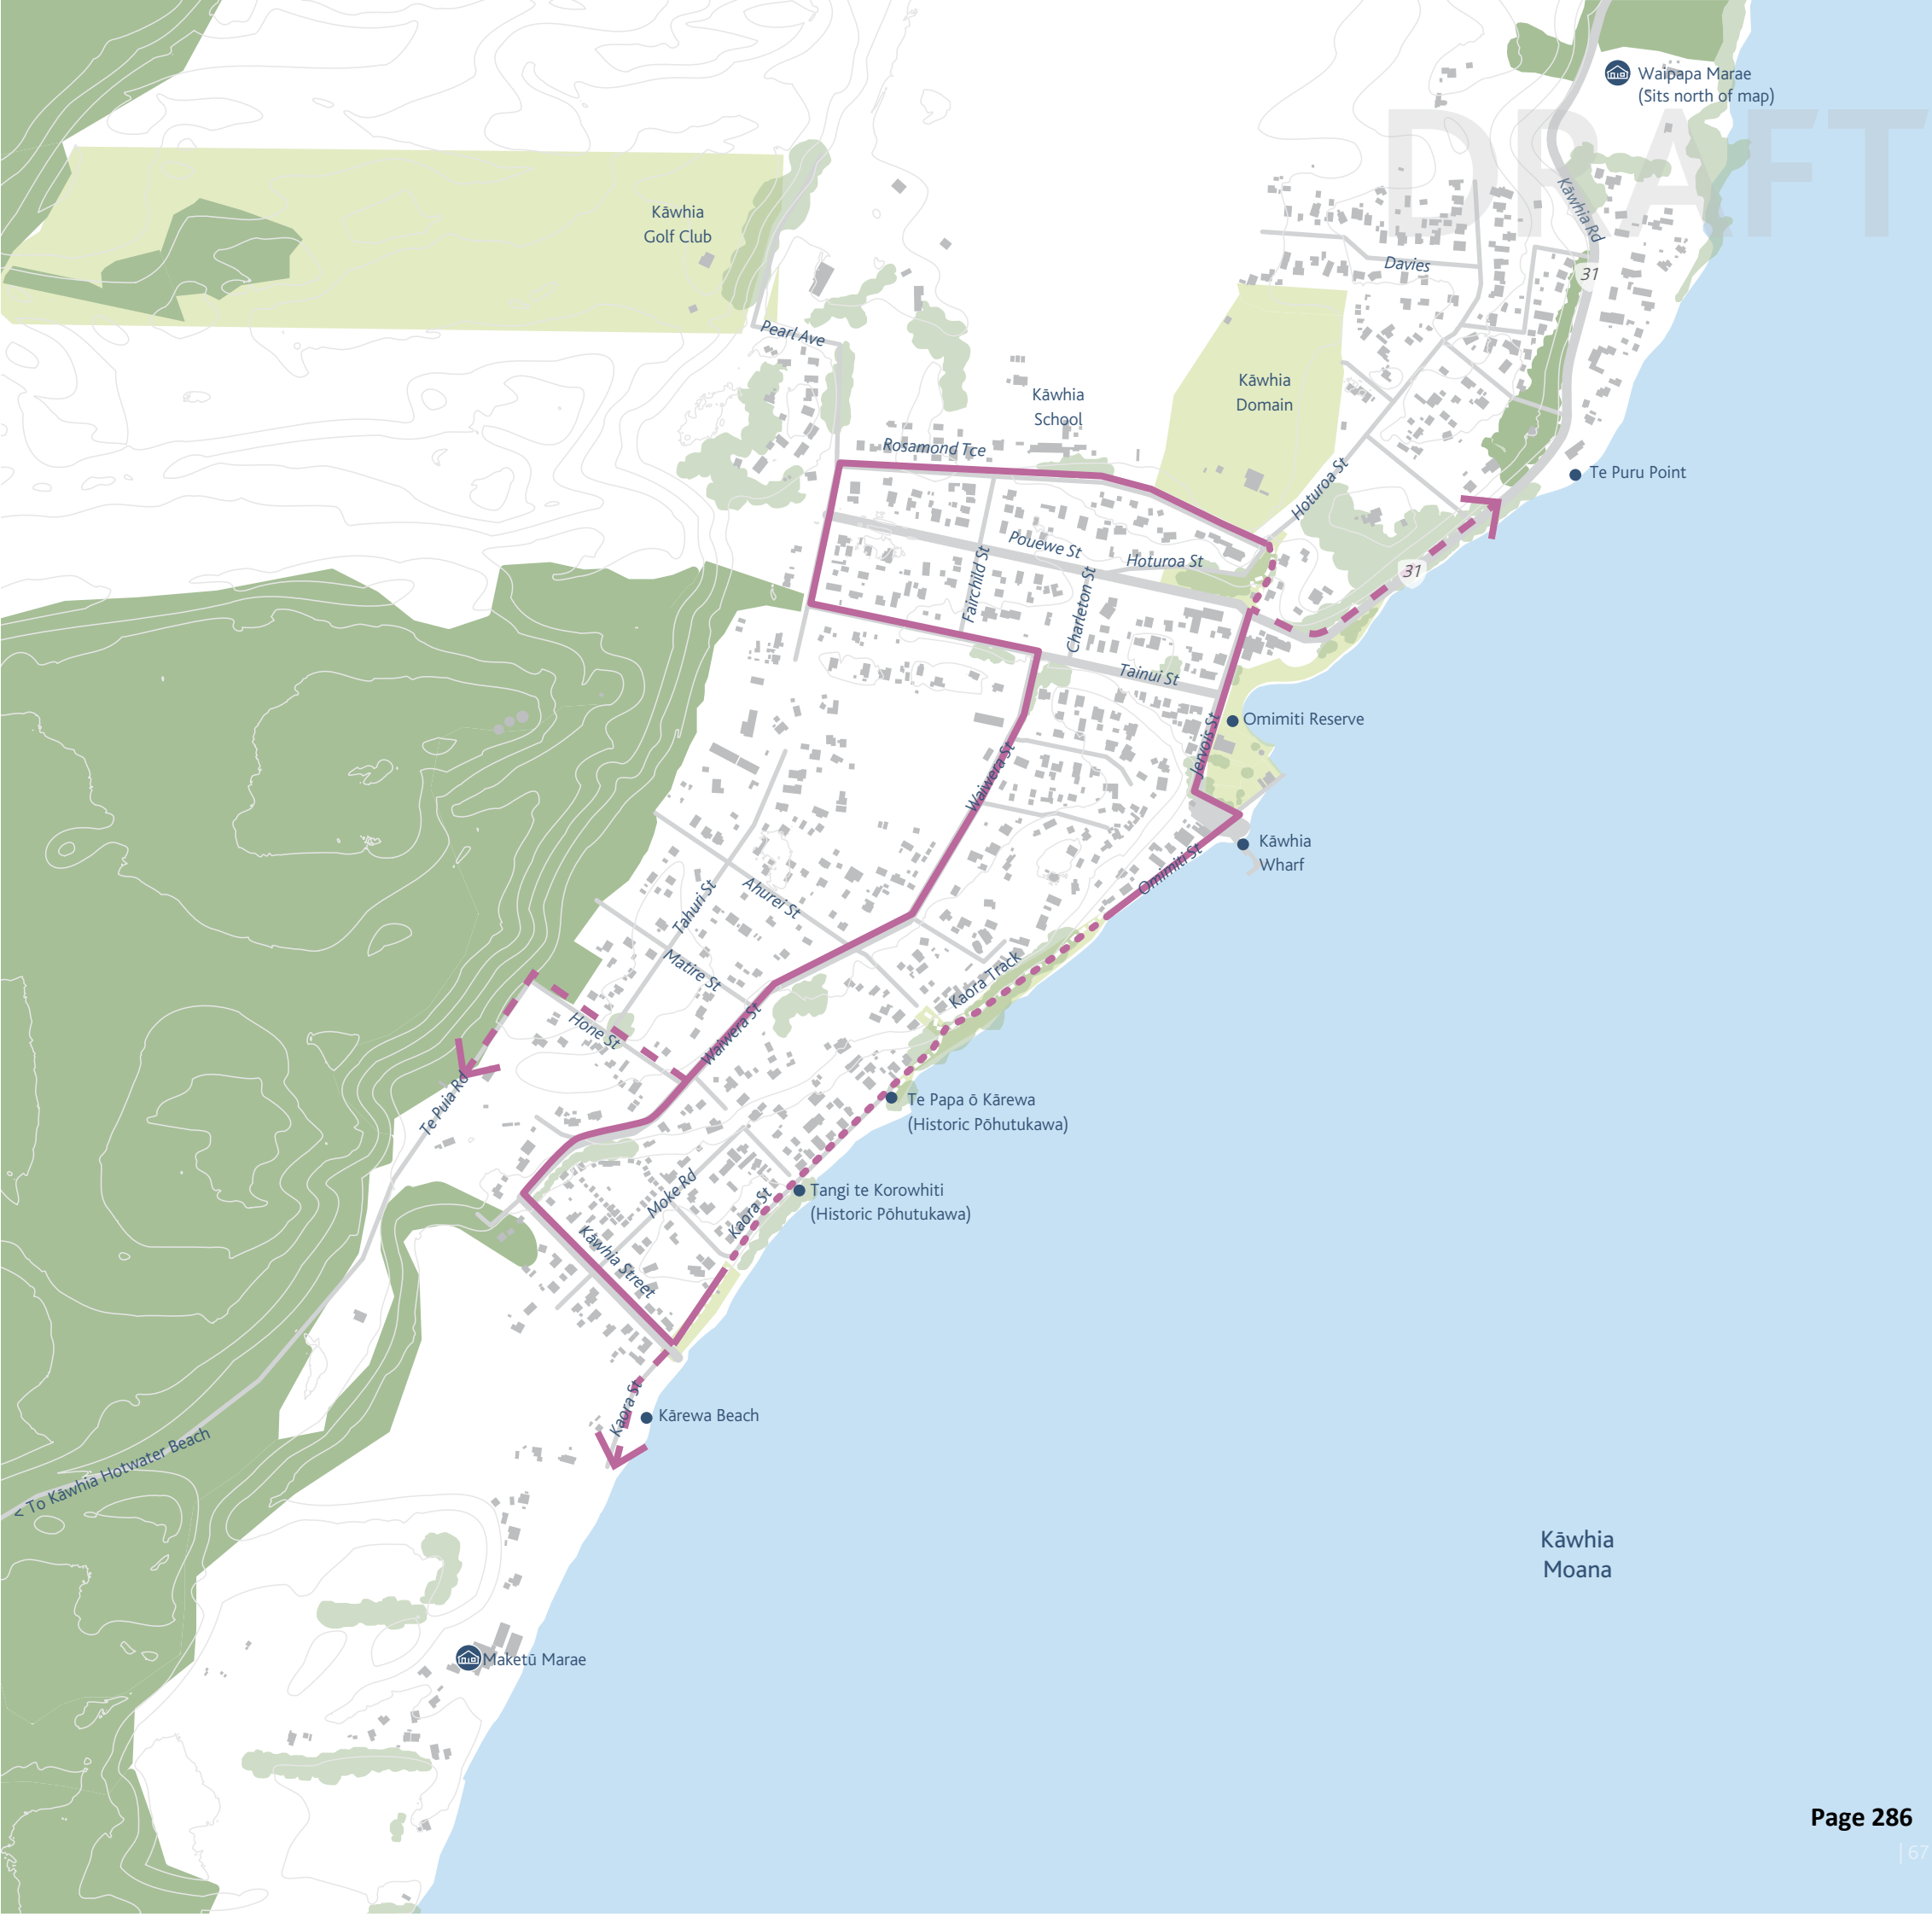 Waipapa Marae
(Sits north of map)
DRAFT
Kāwhia Rd
Kāwhia
Golf Club
Davies
31
Pearl Ave
Kāwhia
Domain
Kāwhia
School
Rosamond Tce
Hoturoa St
Te Puru Point
Pouewe St
Hoturoa St
31
Fairchild St
Charleton St
Tainui St
Omimiti Reserve
Jervois St
Waiwera St
Kāwhia
Wharf
Omimiti St
Tahuri St
Ahurei St
Matire St
Kaora Track
Hone St
Waiwera St
Te Puia Rd
Te Papa ō Kārewa
(Historic Pōhutukawa)
Moke Rd
Kaora St
Tangi te Korowhiti
(Historic Pōhutukawa)
Kāwhia Street
Kaora St
Kārewa Beach
To Kāwhia Hotwater Beach
Kāwhia
Moana
Maketū Marae
Page 286
| 67